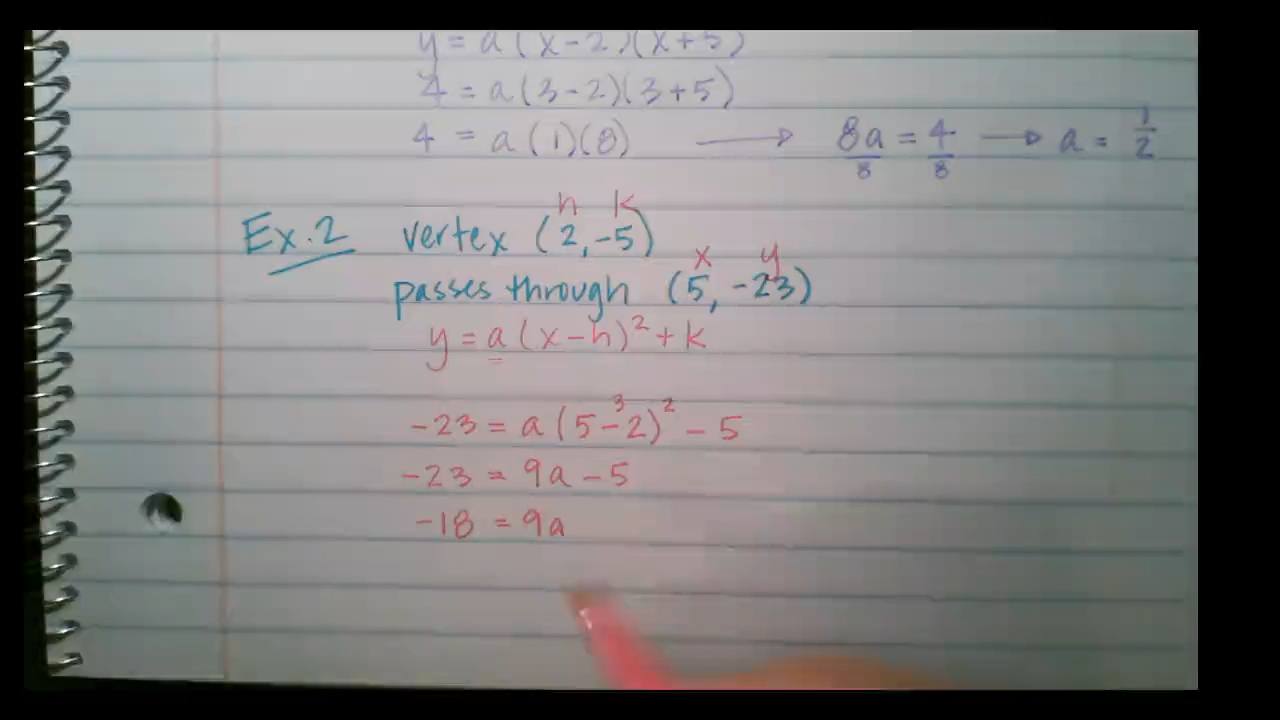 y = a(x-2)(x+5)
4 = a(3-2)(3+5)
4 = a(1)(8) → 8a/8 = 4/8 → a = 1/2
h k
Ex.2 vertex (2,-5)
x y
passes through (5, -23)
y = a(x-h)² + k
3
-23 = a(5-2)² - 5
-23 = 9a - 5
-18 = 9a